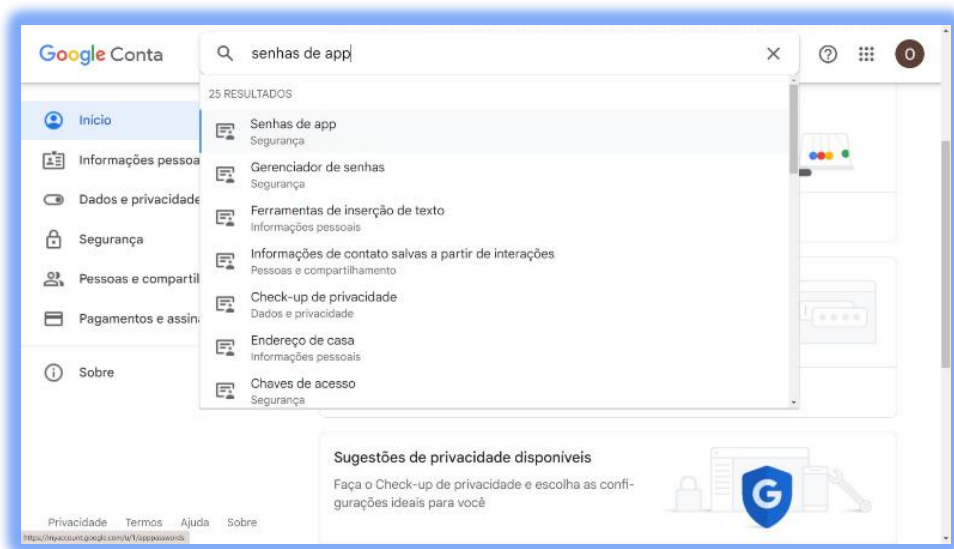 Google Conta
senhas de app
O
25 RESULTADOS
Início
Informações pessoa
Dados e privacidade
Segurança
Pessoas e compartil
Pagamentos e assin
Sobre
Senhas de app
Segurança
Gerenciador de senhas
Segurança
Ferramentas de inserção de texto
Informações pessoais
Informações de contato salvas a partir de interações
Pessoas e compartilhamento
Check-up de privacidade
Dados e privacidade
Endereço de casa
Informações pessoais
Chaves de acesso
Segurança
Sugestões de privacidade disponíveis
Faça o Check-up de privacidade e escolha as confi-
gurações ideais para você
G
Privacidade Termos Ajuda Sobre
https://myaccount.google.com/u/1/apppasswords